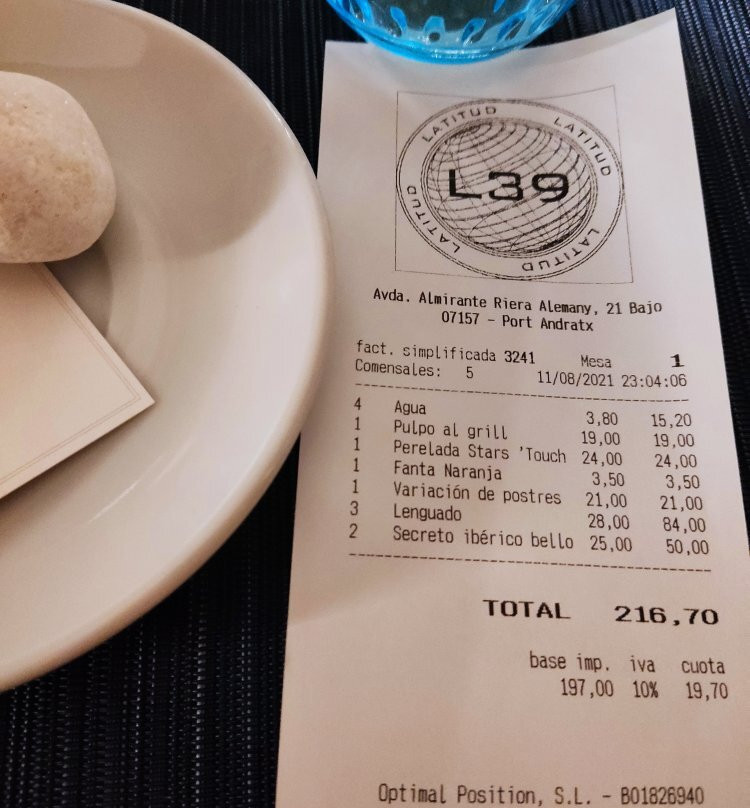 LATITUD LATITUD
L39
LATITUD LATITUD
Avda. Almirante Riera Alemany, 21 Bajo
07157 - Port Andratx
fact. simplificada 3241 Mesa 1
Comensales: 5 11/08/2021 23:04:06
4 Agua 3,80 15,20
1 Pulpo al grill 19,00 19,00
1 Perelada Stars 'Touch 24,00 24,00
1 Fanta Naranja 3,50 3,50
1 Variación de postres 21,00 21,00
3 Lenguado 28,00 84,00
2 Secreto ibérico bello 25,00 50,00
TOTAL 216,70
base imp. iva cuota
197,00 10% 19,70
Optimal Position, S.L. - B01826940